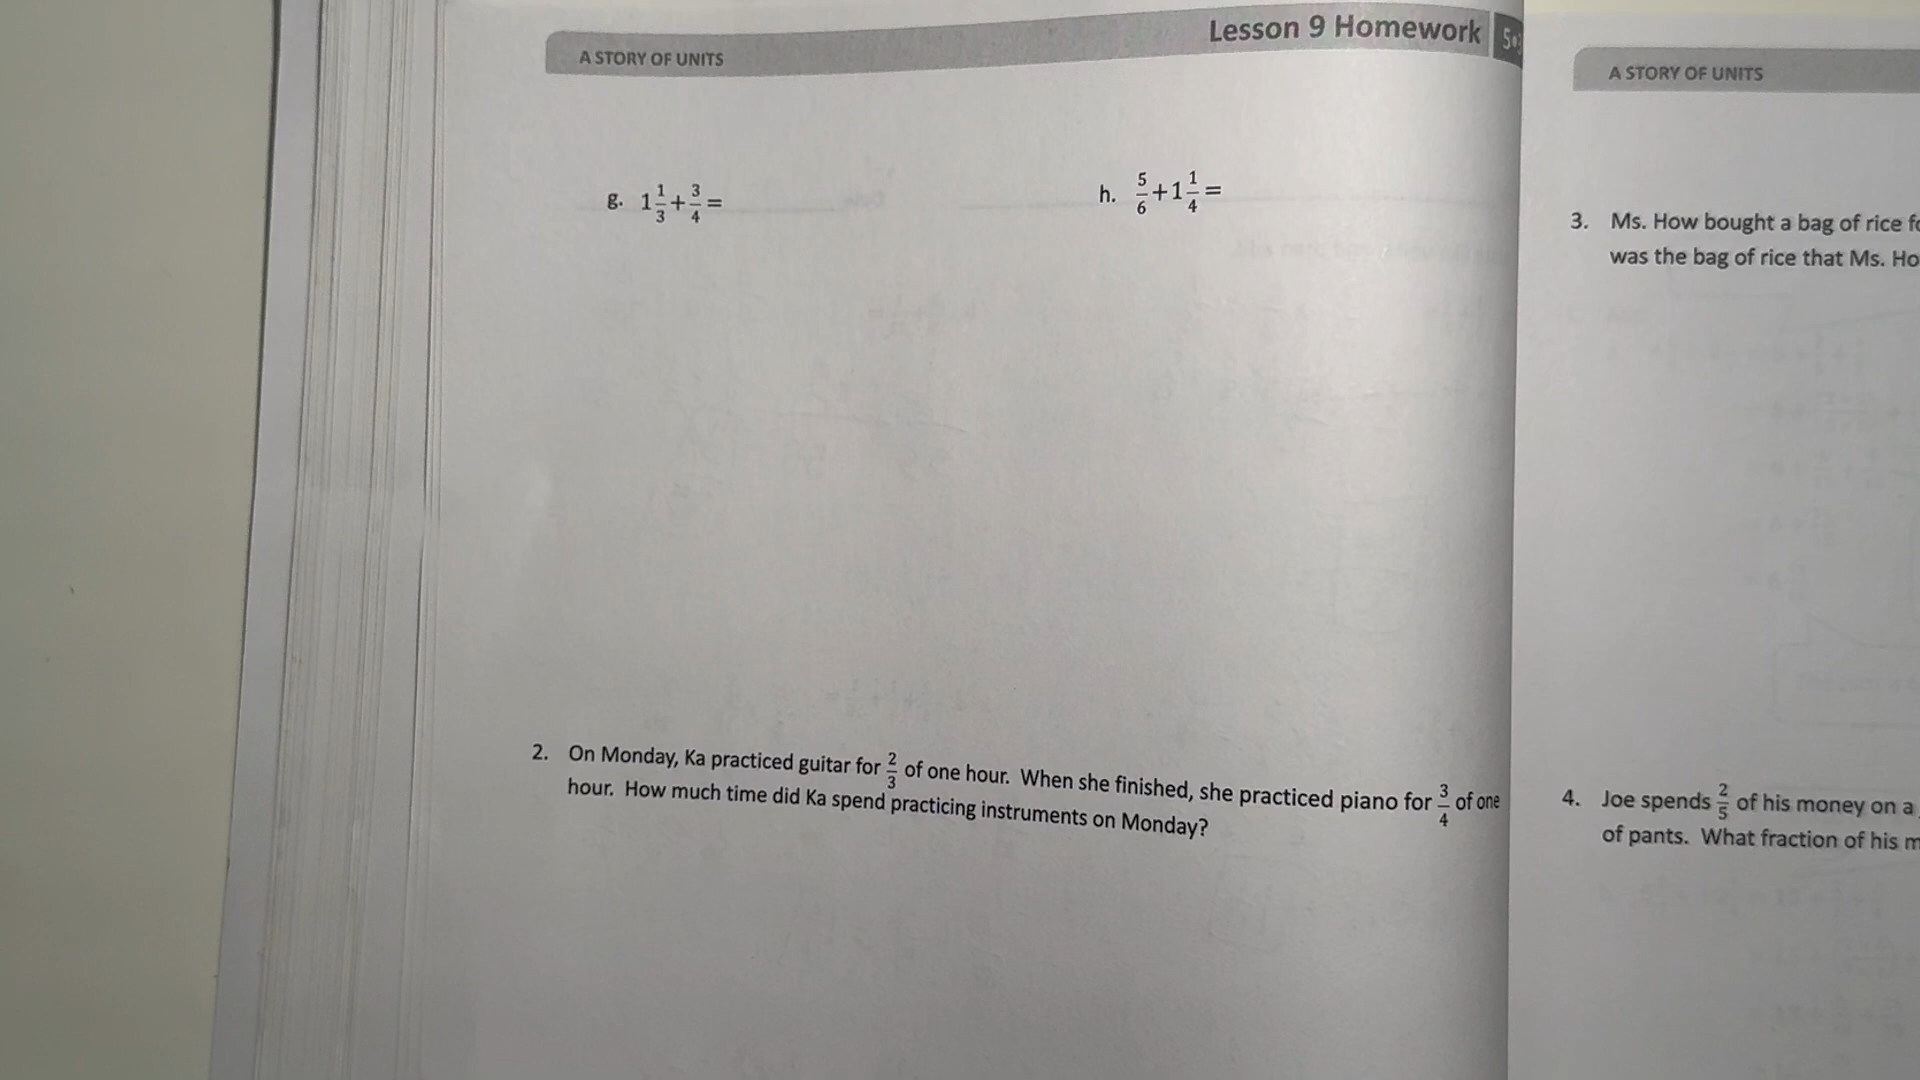 A STORY OF UNITS
Lesson 9 Homework
g. 1 1/3 + 3/4 =
h. 5/6 + 1 1/4 =
2. On Monday, Ka practiced guitar for 2/3 of one hour. When she finished, she practiced piano for 3/4 of one
hour. How much time did Ka spend practicing instruments on Monday?
A STORY OF UNITS
3. Ms. How bought a bag of rice
was the bag of rice that Ms.
4. Joe spends 2/5 of his money on a
of pants. What fraction of his